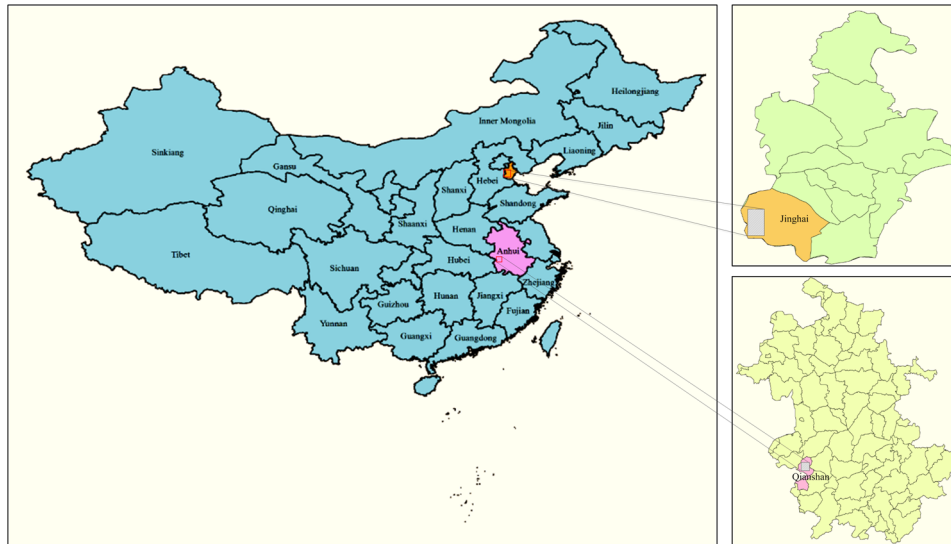 Heilongjiang
Inner Mongolia
Jilin
Sinkiang
Liaoning
Gansu
Hebei
Shanxi
Qinghai
Shandong
Shaanxi
Henan
Tibet
Anhui
Hubei
Sichuan
Zhejiang
Hunan
Jiangxi
Guizhou
Fujian
Yunnan
Guangxi
Guangdong
Jinghai
Qianshan